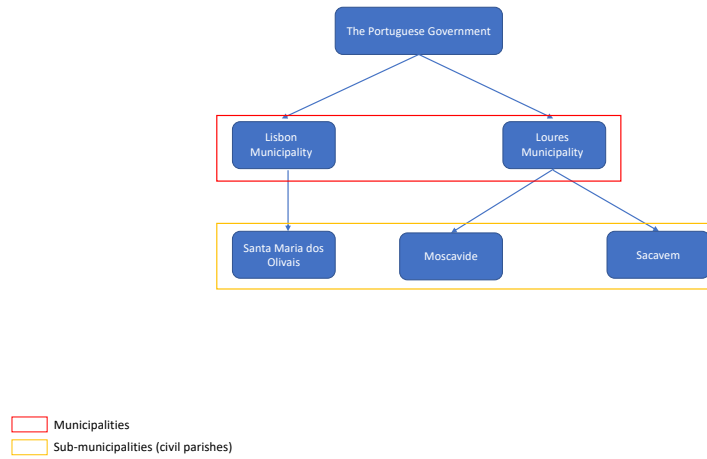 The Portuguese Government
Lisbon
Municipality
Loures
Municipality
Santa Maria dos
Olivais
Moscavide
Sacavem
Municipalities
Sub-municipalities (civil parishes)